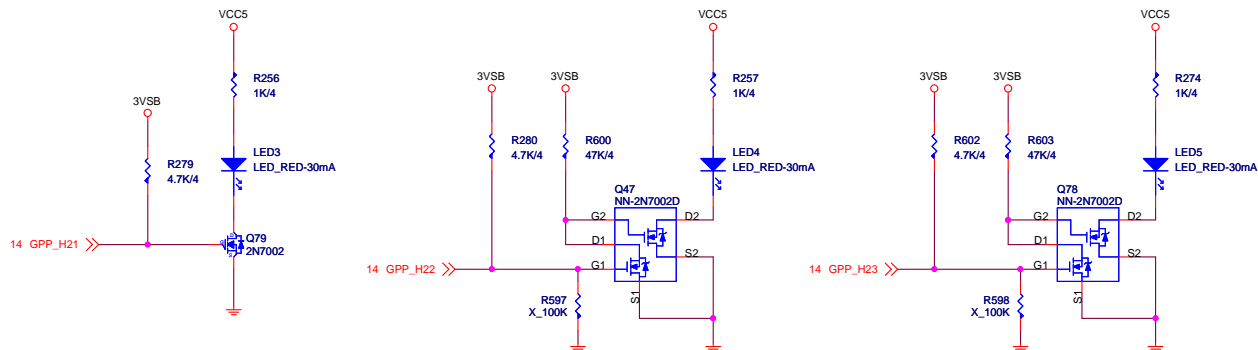 VCC5
R256
1K/4
3VSB
R279
4.7K/4
LED3
LED_RED-30mA
14 GPP_H21
Q79
2N7002
VCC5
R257
1K/4
3VSB
3VSB
R280
4.7K/4
R600
47K/4
LED4
LED_RED-30mA
Q47
NN-2N7002D
G2
D2
D1
S2
14 GPP_H22
G1
S1
R597
X_100K
VCC5
R274
1K/4
3VSB
3VSB
R602
4.7K/4
R603
47K/4
LED5
LED_RED-30mA
Q78
NN-2N7002D
G2
D2
D1
S2
14 GPP_H23
G1
S1
R598
X_100K